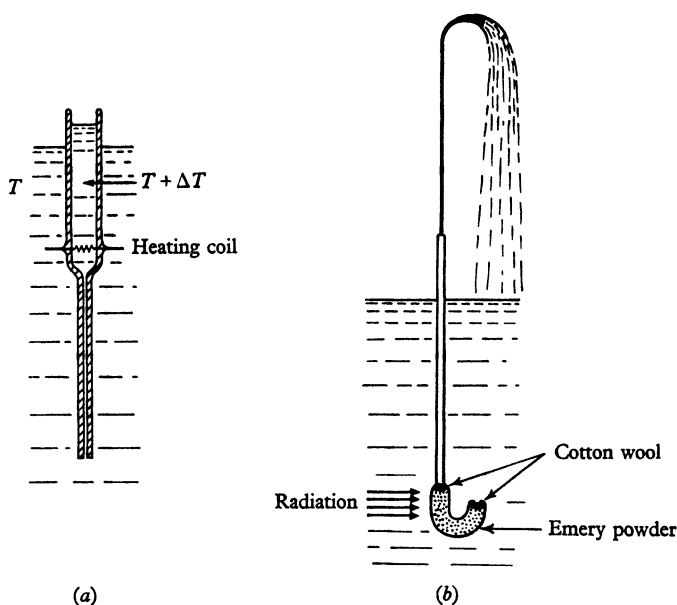 T
T + ΔT
Heating coil
(a)
Cotton wool
Radiation
Emery powder
(b)